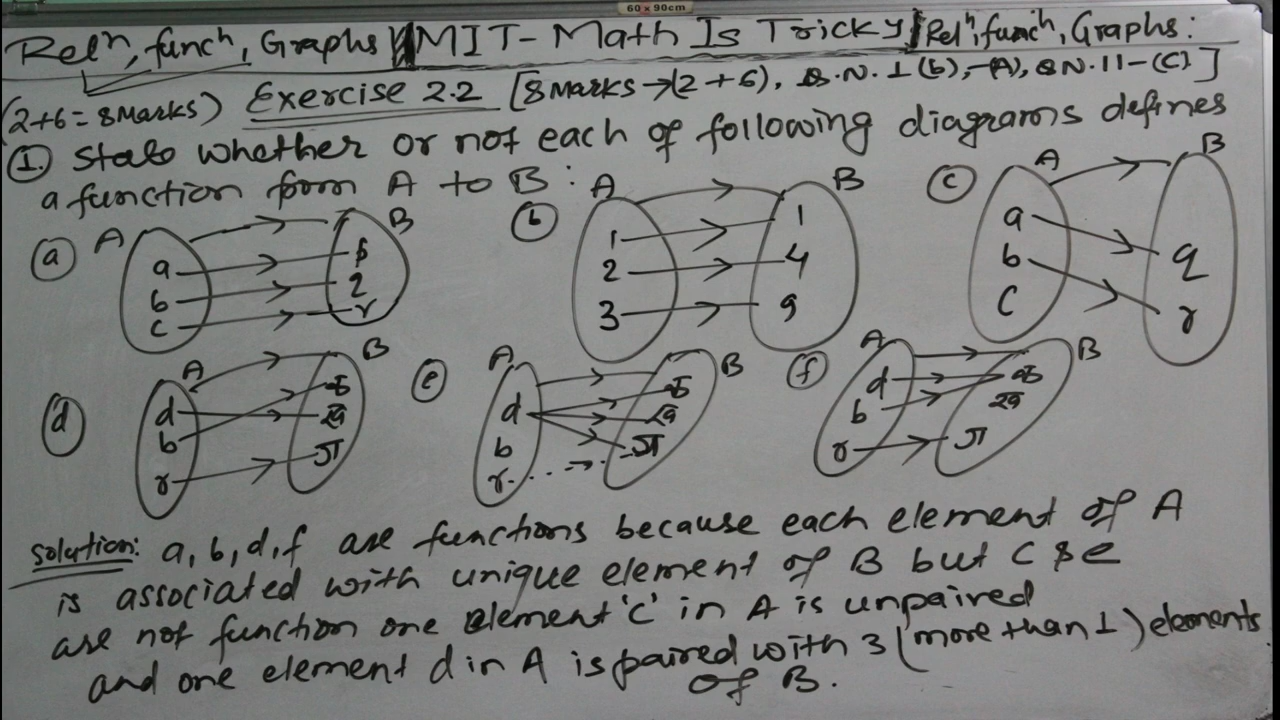 60 x 90cm
Relⁿ, funcⁿ, Graphs MIT-Math Is Tricky Relⁿ, funcⁿ, Graphs:
(2+6=8Marks) Exercise 2.2 [8Marks→(2+6), Q.N.1(b),-(A), Q.N.11-(C)]
① State whether or not each of following diagrams defines
a function from A to B:
ⓐ A B
a
b 2
c r
ⓑ A B
1 1
2 4
3 9
ⓒ A B
a q
b r
C
ⓓ A B
d
b
r
ⓔ A B
d
b
r
ⓕ A B
d
b
r
Solution: a, b, d, f are functions because each element of A
is associated with unique element of B but C & e
are not function one element 'C' in A is unpaired
and one element d in A is paired with 3 (more than 1) elements
of B.